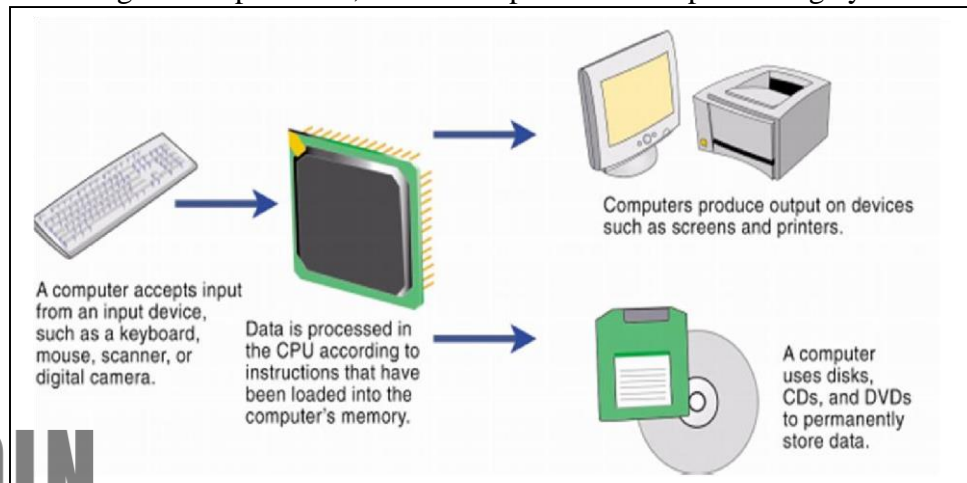 A computer accepts input
from an input device,
such as a keyboard,
mouse, scanner, or
digital camera.
Data is processed in
the CPU according to
instructions that have
been loaded into the
computer's memory.
Computers produce output on devices
such as screens and printers.
A computer
uses disks,
CDs, and DVDs
to permanently
store data.